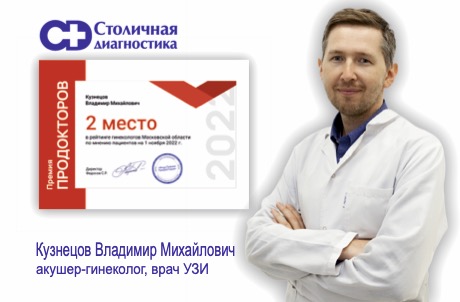 Столичная
диагностика
Премия
ПРОДОКТОРОВ
Кузнецов
Владимир Михайлович
2 место
в рейтинге гинекологов Московской области
по мнению пациентов на 1 ноября 2022 г.
Директор
2022
Кузнецов Владимир Михайлович
акушер-гинеколог, врач УЗИ